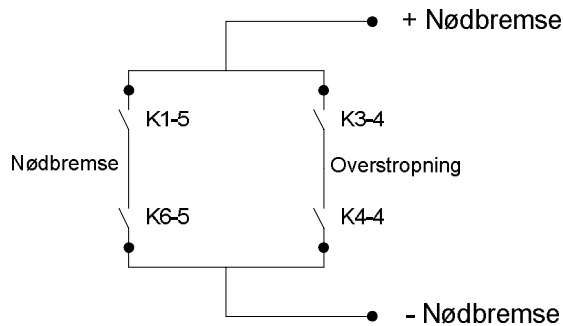 + Nødbremse
K1-5
K3-4
Nødbremse
Overstropning
K6-5
K4-4
- Nødbremse